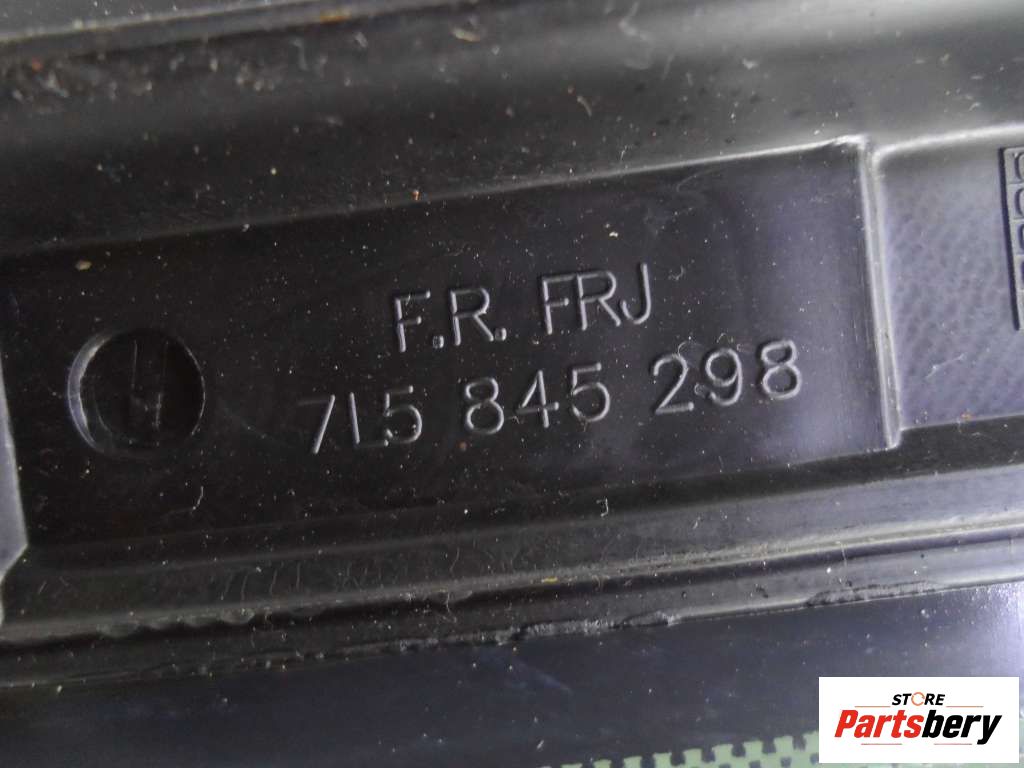 F.R. FRJ
7L5 845 298
STORE
Partsbery